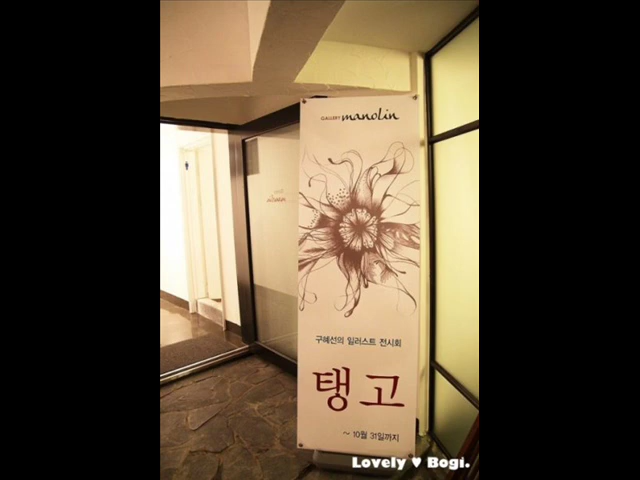 GALLERY manolin
구혜선의 일러스트 전시회
탱고
~ 10월 31일까지
Lovely ♥ Bogi.